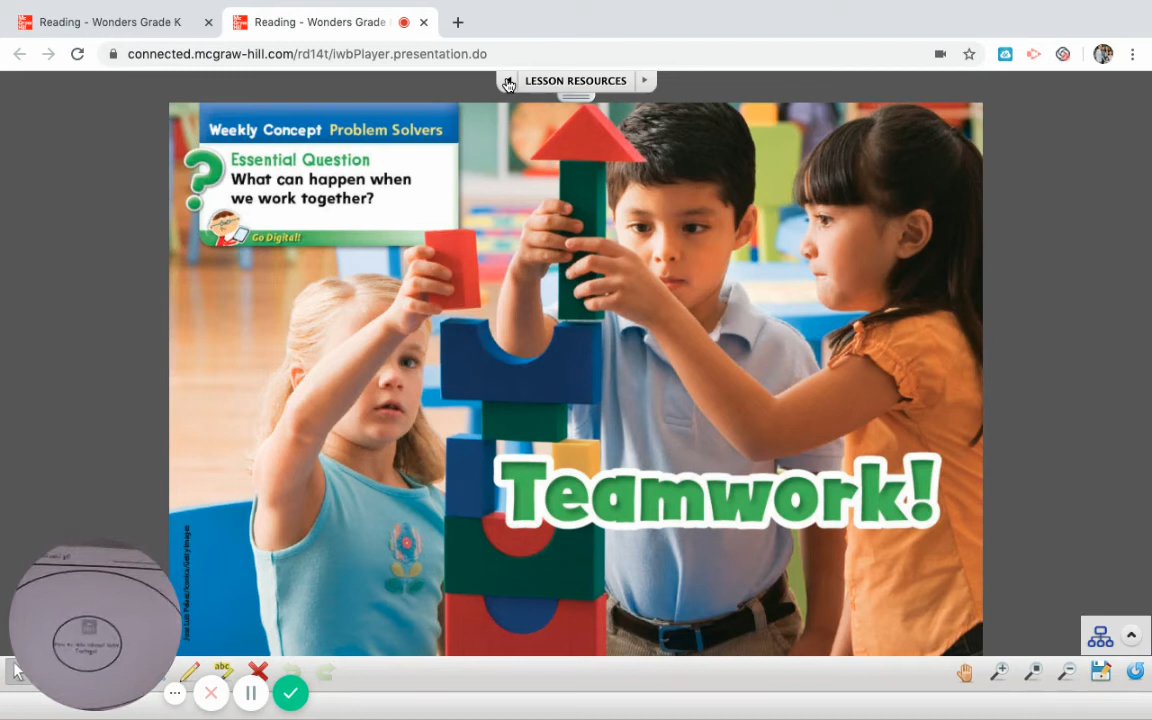 Reading - Wonders Grade K
Reading - Wonders Grade
connected.mcgraw-hill.com/rd14t/iwbPlayer.presentation.do
LESSON RESOURCES
Weekly Concept Problem Solvers
?
Essential Question
What can happen when
we work together?
Go Digital!
Teamwork!
abc